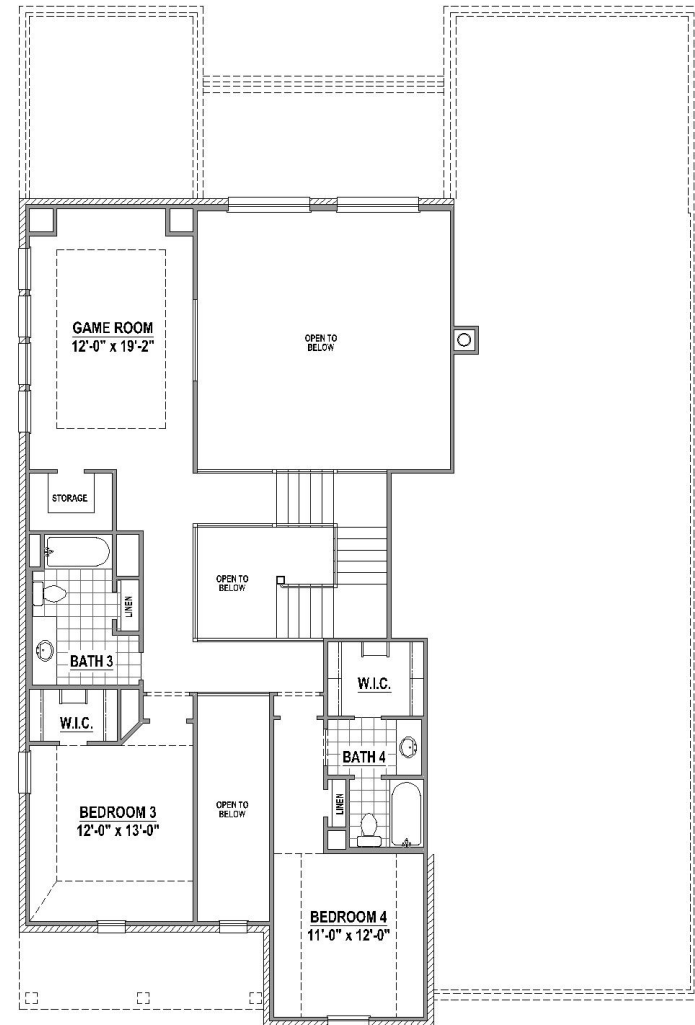 GAME ROOM
12'-0" x 19'-2"
OPEN TO
BELOW
STORAGE
OPEN TO
BELOW
LINEN
BATH 3
W.I.C.
W.I.C.
BATH 4
LINEN
BEDROOM 3
12'-0" x 13'-0"
OPEN TO
BELOW
BEDROOM 4
11'-0" x 12'-0"